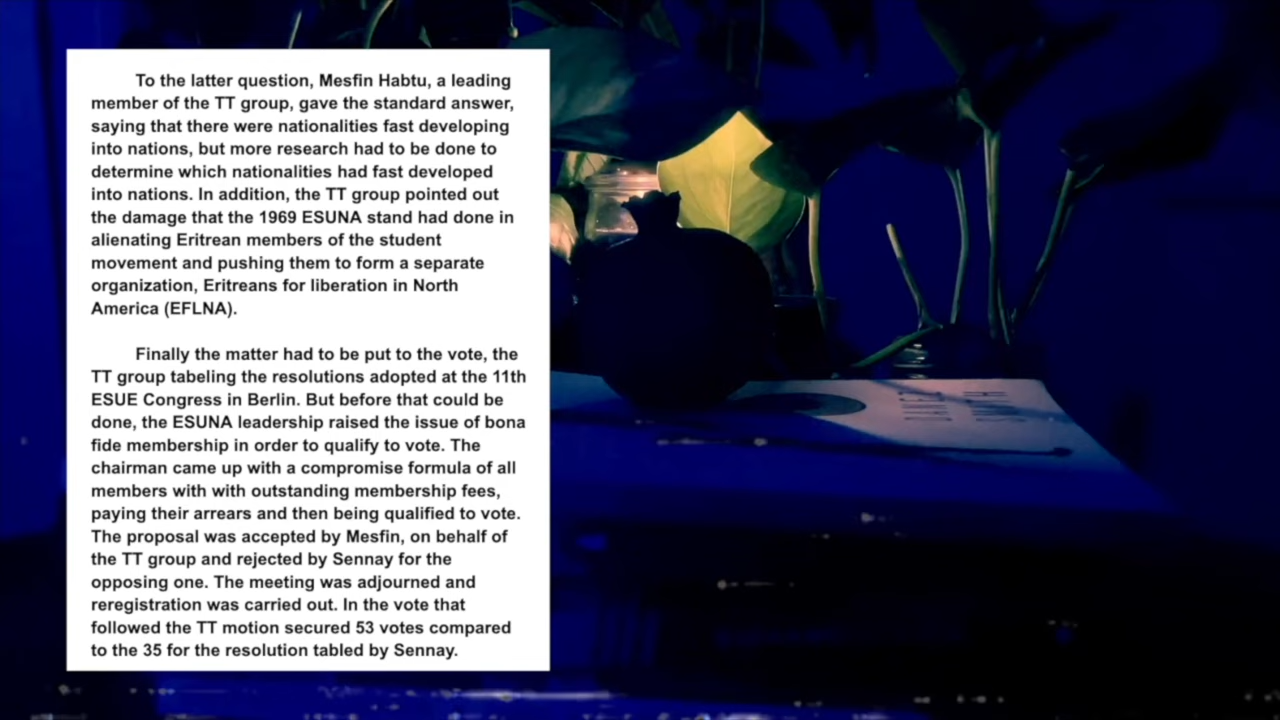 To the latter question, Mesfin Habtu, a leading
member of the TT group, gave the standard answer,
saying that there were nationalities fast developing
into nations, but more research had to be done to
determine which nationalities had fast developed
into nations. In addition, the TT group pointed out
the damage that the 1969 ESUNA stand had done in
alienating Eritrean members of the student
movement and pushing them to form a separate
organization, Eritreans for liberation in North
America (EFLNA).
Finally the matter had to be put to the vote, the
TT group tabeling the resolutions adopted at the 11th
ESUE Congress in Berlin. But before that could be
done, the ESUNA leadership raised the issue of bona
fide membership in order to qualify to vote. The
chairman came up with a compromise formula of all
members with with outstanding membership fees,
paying their arrears and then being qualified to vote.
The proposal was accepted by Mesfin, on behalf of
the TT group and rejected by Sennay for the
opposing one. The meeting was adjourned and
reregistration was carried out. In the vote that
followed the TT motion secured 53 votes compared
to the 35 for the resolution tabled by Sennay.